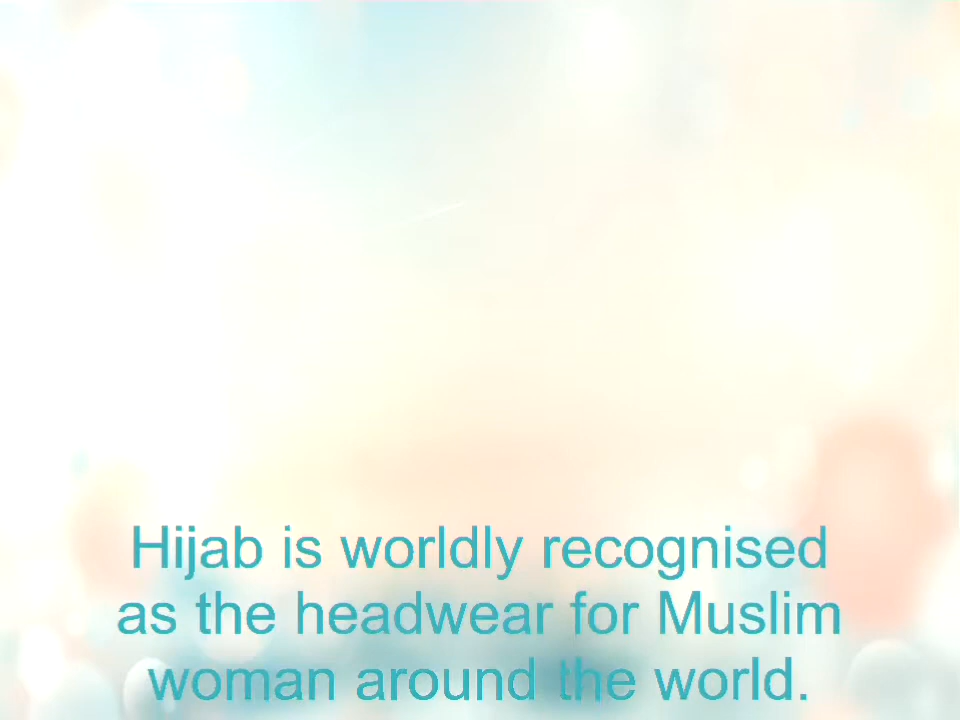 Hijab is worldly recognised
as the headwear for Muslim
woman around the world.